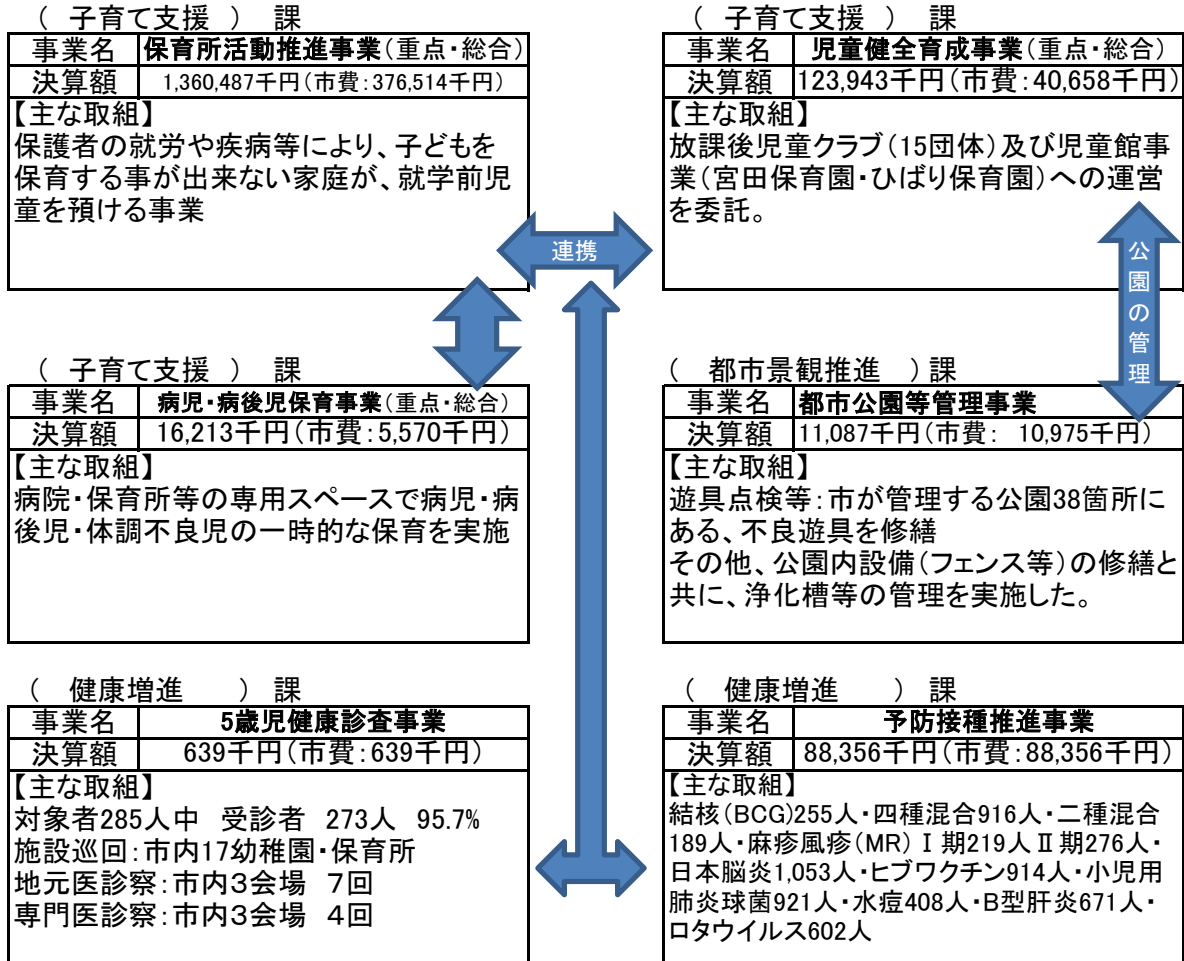 ( 子育て支援 ) 課
事業名 保育所活動推進事業(重点・総合)
決算額 1,360,487千円(市費:376,514千円)
【主な取組】
保護者の就労や疾病等により、子どもを
保育する事が出来ない家庭が、就学前児
童を預ける事業
( 子育て支援 ) 課
事業名 児童健全育成事業(重点・総合)
決算額 123,943千円(市費:40,658千円)
【主な取組】
放課後児童クラブ(15団体)及び児童館事
業(宮田保育園・ひばり保育園)への運営
を委託。
連携
公園の管理
( 子育て支援 ) 課
事業名 病児・病後児保育事業(重点・総合)
決算額 16,213千円(市費:5,570千円)
【主な取組】
病院・保育所等の専用スペースで病児・病
後児・体調不良児の一時的な保育を実施
( 都市景観推進 )課
事業名 都市公園等管理事業
決算額 11,087千円(市費: 10,975千円)
【主な取組】
遊具点検等:市が管理する公園38箇所に
ある、不良遊具を修繕
その他、公園内設備(フェンス等)の修繕と
共に、浄化槽等の管理を実施した。
( 健康増進 ) 課
事業名 5歳児健康診査事業
決算額 639千円(市費:639千円)
【主な取組】
対象者285人中 受診者 273人 95.7%
施設巡回:市内17幼稚園・保育所
地元医診察:市内3会場 7回
専門医診察:市内3会場 4回
( 健康増進 ) 課
事業名 予防接種推進事業
決算額 88,356千円(市費:88,356千円)
【主な取組】
結核(BCG)255人・四種混合916人・二種混合
189人・麻疹風疹(MR)Ⅰ期219人Ⅱ期276人・
日本脳炎1,053人・ヒブワクチン914人・小児用
肺炎球菌921人・水痘408人・B型肝炎671人・
ロタウイルス602人